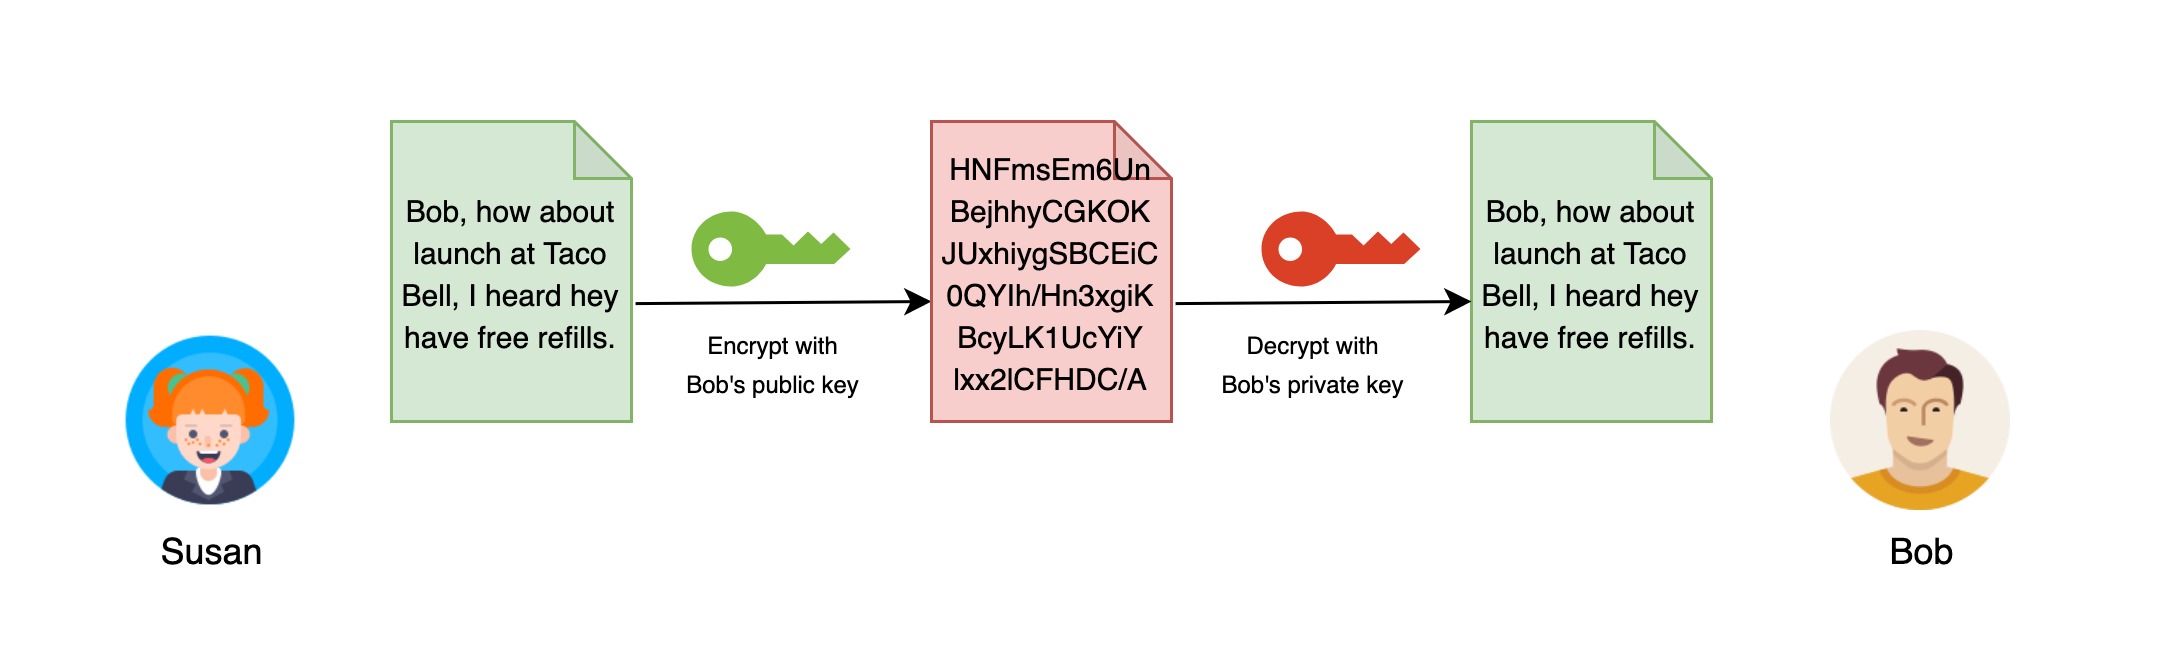 Bob, how about
launch at Taco
Bell, I heard hey
have free refills.
Encrypt with
Bob's public key
HNFmsEm6Un
BejhhyCGKOK
JUxhiygSBCEiC
0QYIh/Hn3xgiK
BcyLK1UcYiY
lxx2lCFHDC/A
Decrypt with
Bob's private key
Bob, how about
launch at Taco
Bell, I heard hey
have free refills.
Susan
Bob